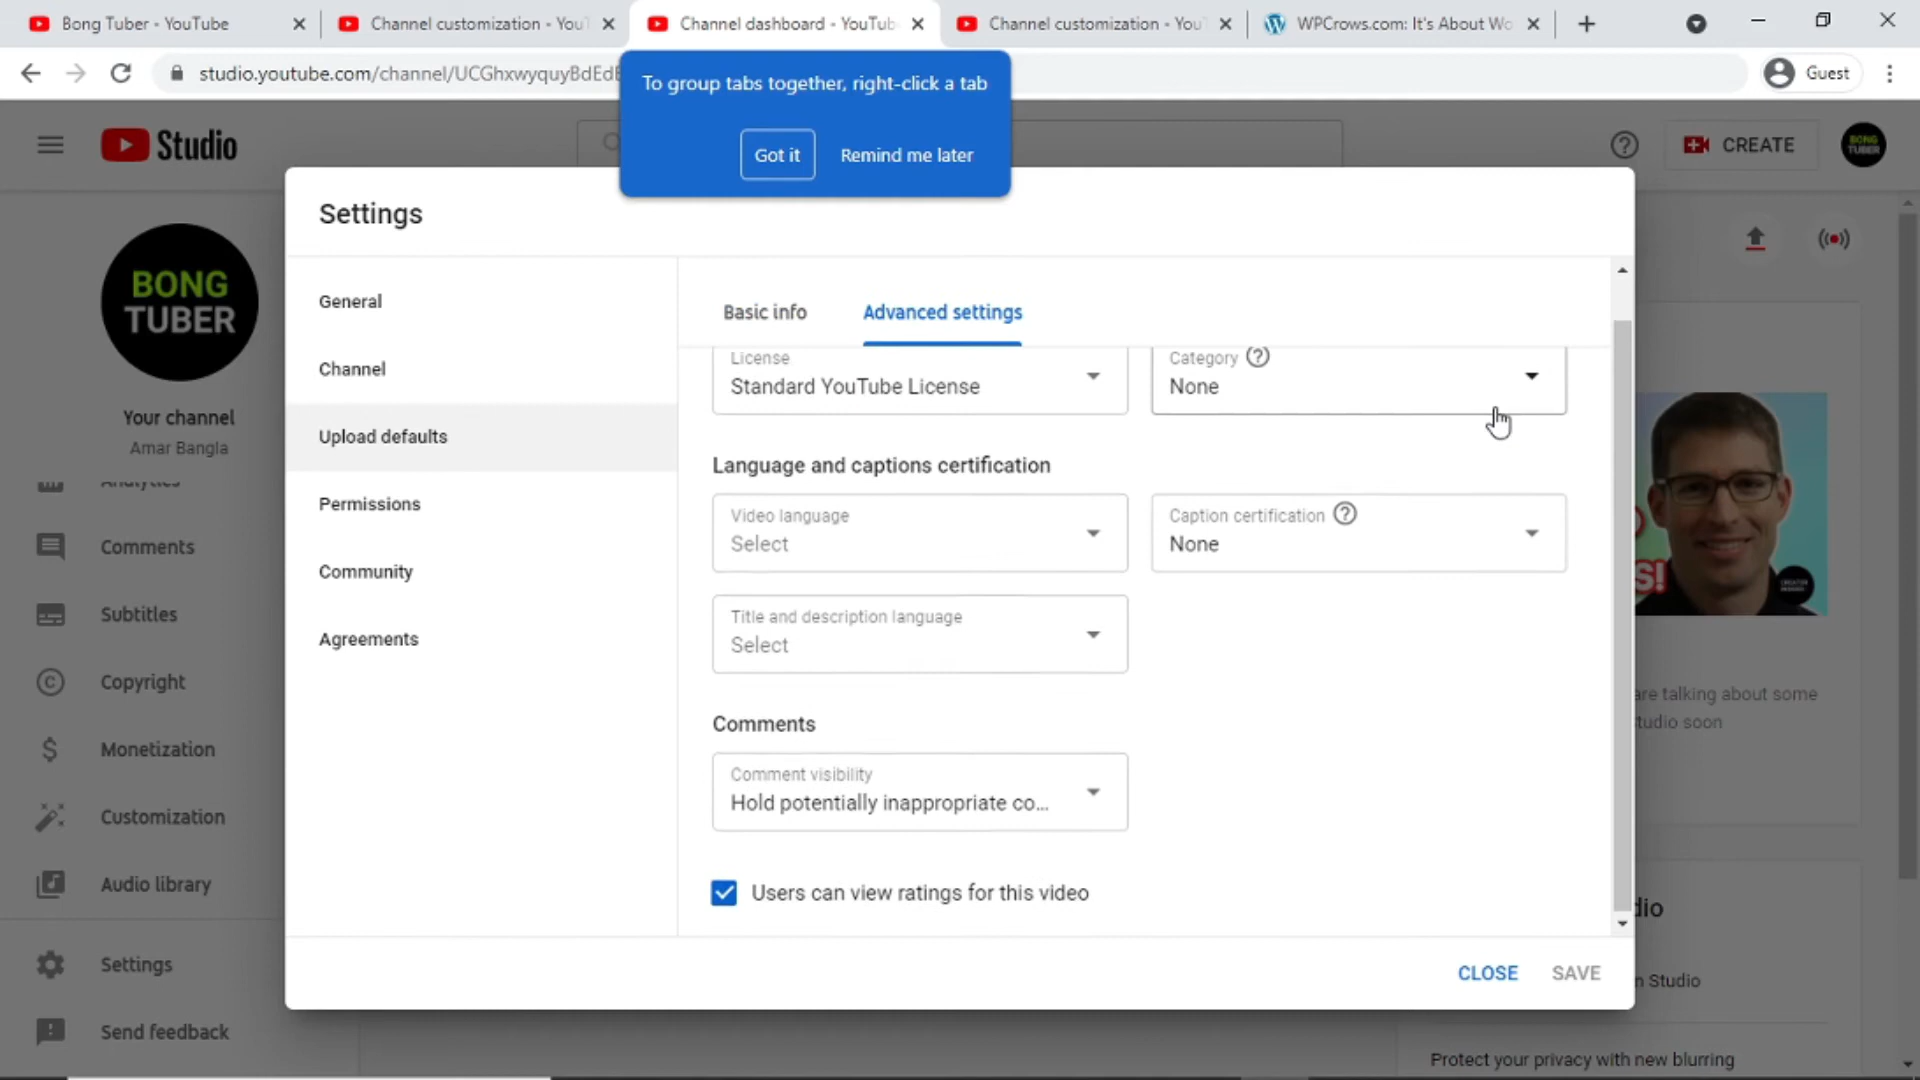 Bong Tuber - YouTube
Channel customization - You
Channel dashboard - YouTub
Channel customization - You
WPCrows.com: It's About Wo
studio.youtube.com/channel/UCGhxwyquyBdEdE
Guest
To group tabs together, right-click a tab
Got it
Remind me later
Studio
CREATE
BONG
TUBER
Settings
BONG
TUBER
Your channel
Amar Bangla
Analytics
Comments
Subtitles
Copyright
Monetization
Customization
Audio library
Settings
Send feedback
General
Channel
Upload defaults
Permissions
Community
Agreements
Basic info
Advanced settings
License
Standard YouTube License
Category
None
Language and captions certification
Video language
Select
Caption certification
None
Title and description language
Select
Comments
Comment visibility
Hold potentially inappropriate co...
Users can view ratings for this video
CLOSE
SAVE
S!
are talking about some
tudio soon
dio
n Studio
Protect your privacy with new blurring